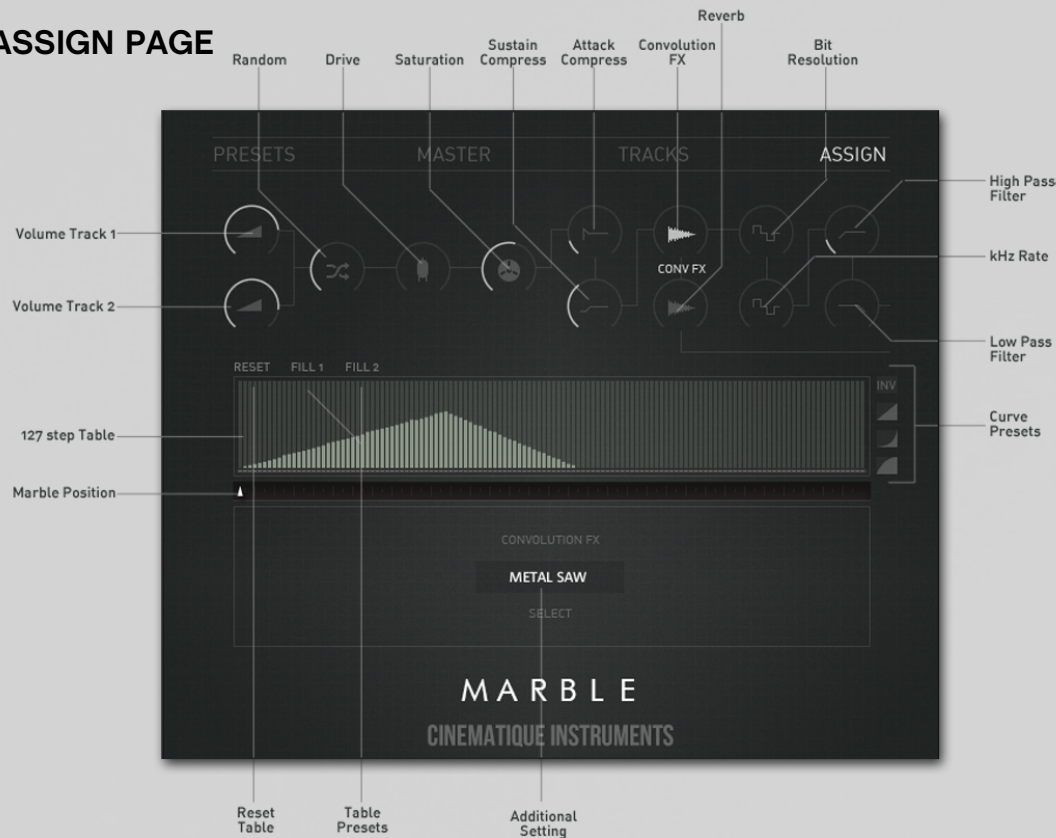 ASSIGN PAGE
Reverb
Random
Drive
Saturation
Sustain
Compress
Attack
Compress
Convolution
FX
Bit
Resolution
PRESETS
MASTER
TRACKS
ASSIGN
High Pass
Filter
Volume Track 1
kHz Rate
CONV FX
Volume Track 2
Low Pass
Filter
RESET
FILL 1
FILL 2
INV
127 step Table
Curve
Presets
Marble Position
CONVOLUTION FX
METAL SAW
SELECT
MARBLE
CINEMATIQUE INSTRUMENTS
Reset
Table
Table
Presets
Additional
Setting